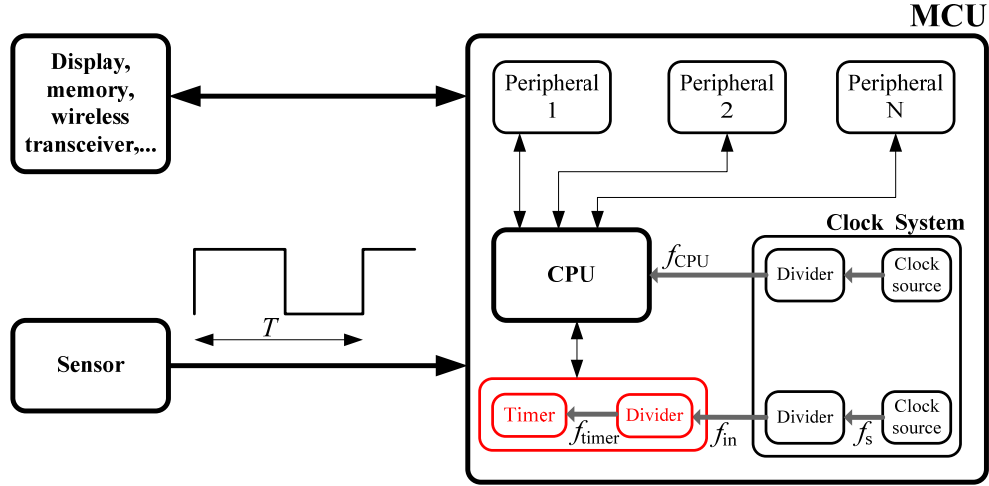 MCU
Display,
memory,
wireless
transceiver,...
Peripheral
1
Peripheral
2
Peripheral
N
Clock System
CPU
fCPU
Divider
Clock
source
T
Sensor
Timer
ftimer
Divider
fin
Divider
fs
Clock
source